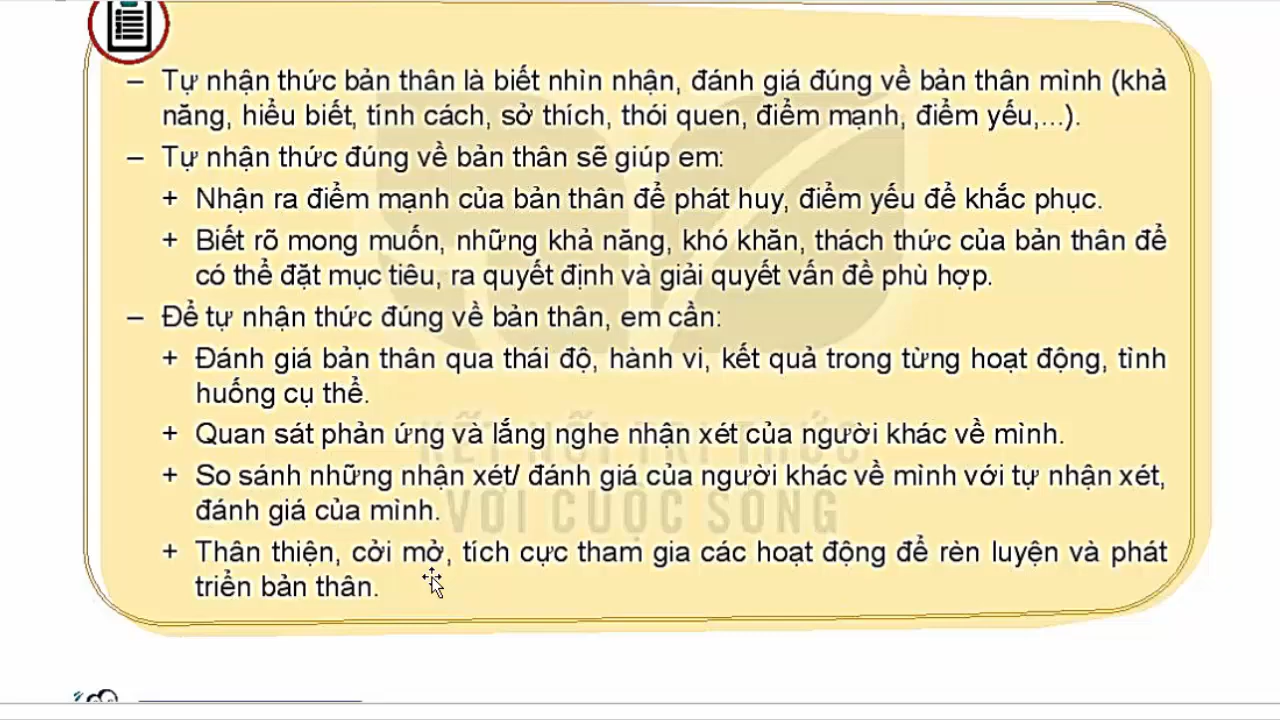 – Tự nhận thức bản thân là biết nhìn nhận, đánh giá đúng về bản thân mình (khả
năng, hiểu biết, tính cách, sở thích, thói quen, điểm mạnh, điểm yếu,...).
– Tự nhận thức đúng về bản thân sẽ giúp em:
+ Nhận ra điểm mạnh của bản thân để phát huy, điểm yếu để khắc phục.
+ Biết rõ mong muốn, những khả năng, khó khăn, thách thức của bản thân để
có thể đặt mục tiêu, ra quyết định và giải quyết vấn đề phù hợp.
– Để tự nhận thức đúng về bản thân, em cần:
+ Đánh giá bản thân qua thái độ, hành vi, kết quả trong từng hoạt động, tình
huống cụ thể.
+ Quan sát phản ứng và lắng nghe nhận xét của người khác về mình.
+ So sánh những nhận xét/ đánh giá của người khác về mình với tự nhận xét,
đánh giá của mình.
+ Thân thiện, cởi mở, tích cực tham gia các hoạt động để rèn luyện và phát
triển bản thân.
KẾT NỐI TRI THỨC
VỚI CUỘC SỐNG